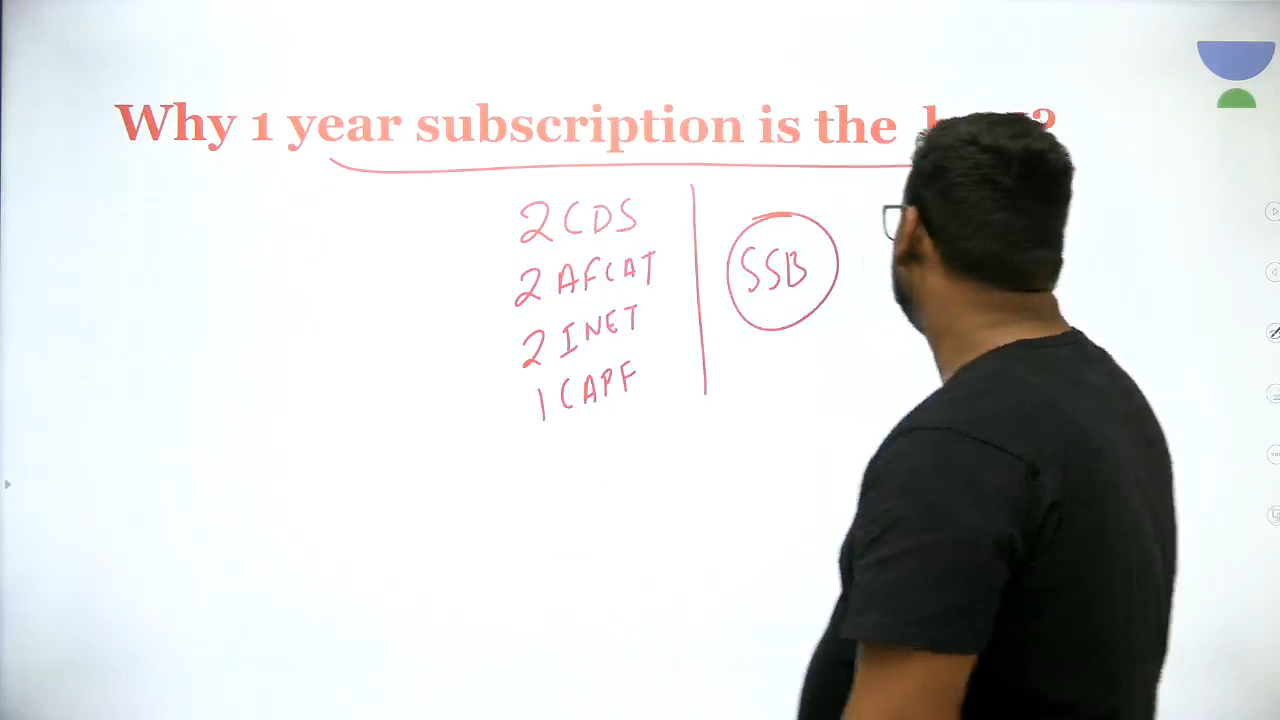 Why 1 year subscription is the
2 CDS
2 AFCAT
2 INET
1 CAPF
SSB